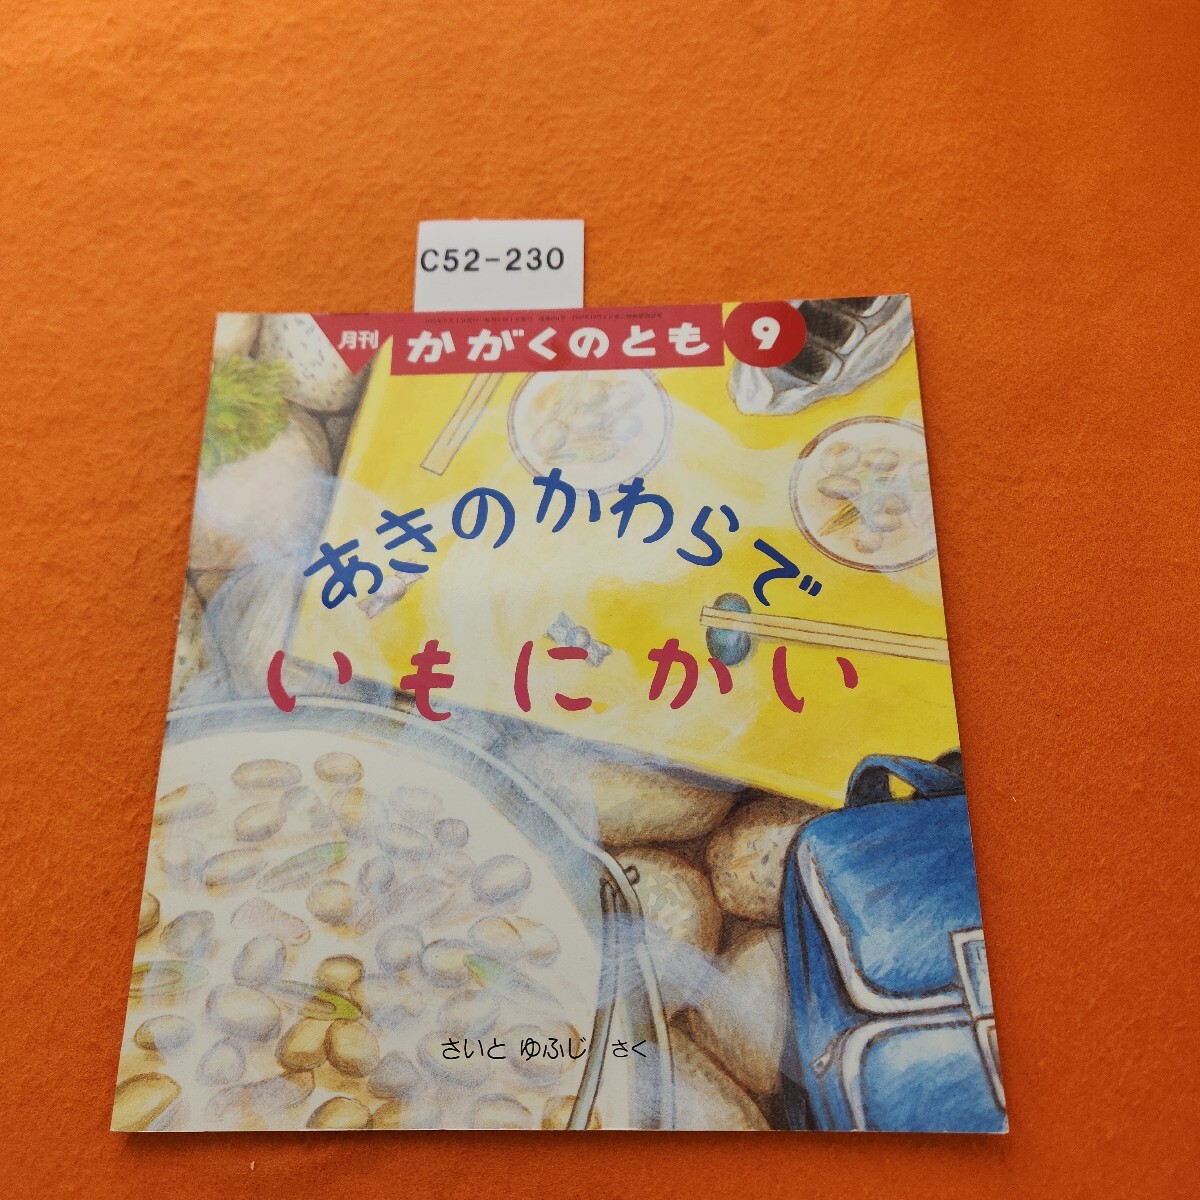 C52-230
月刊 かがくのとも 9
あきのかわらで
いもにかい
さいと ゆふじ さく